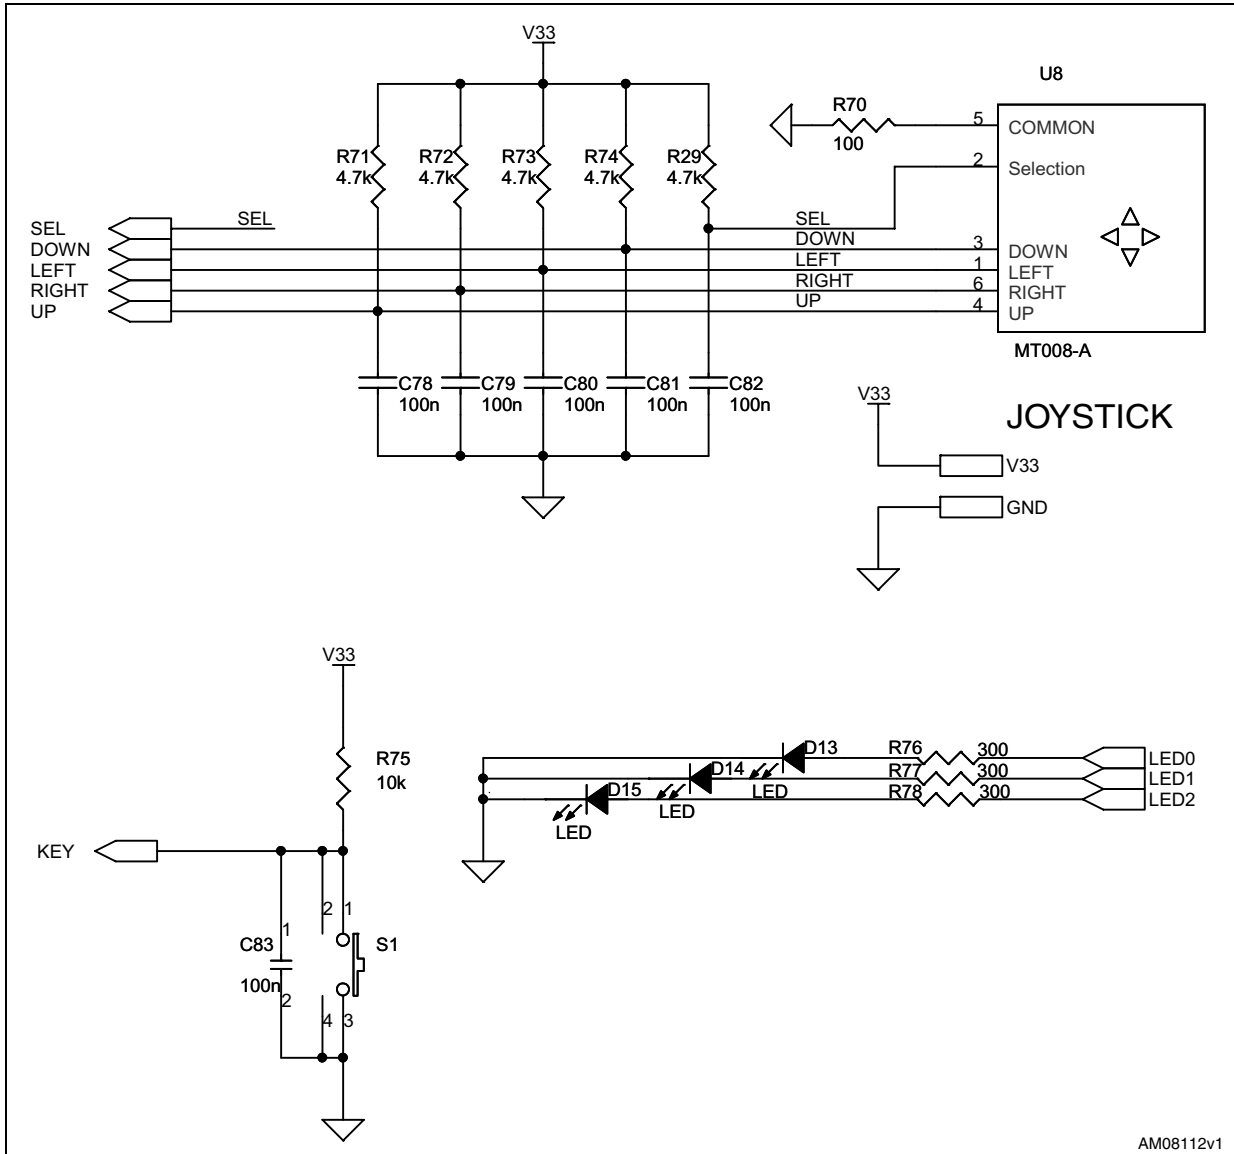 V33
U8
R70
100
5
COMMON
2
Selection
R71
4.7k
R72
4.7k
R73
4.7k
R74
4.7k
R29
4.7k
SEL
SEL
SEL
DOWN
DOWN
3
DOWN
LEFT
LEFT
1
LEFT
RIGHT
RIGHT
6
RIGHT
UP
UP
4
UP
MT008-A
C78
100n
C79
100n
C80
100n
C81
100n
C82
100n
V33
JOYSTICK
V33
GND
V33
R75
10k
D13
R76
300
LED0
D14
LED
R77
300
LED1
D15
LED
R78
300
LED2
LED
KEY
2
1
1
C83
100n
2
S1
4
3
AM08112v1